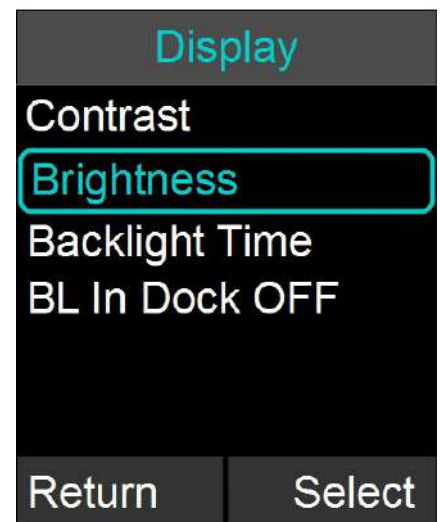 Display
Contrast
Brightness
Backlight Time
BL In Dock OFF
Return Select